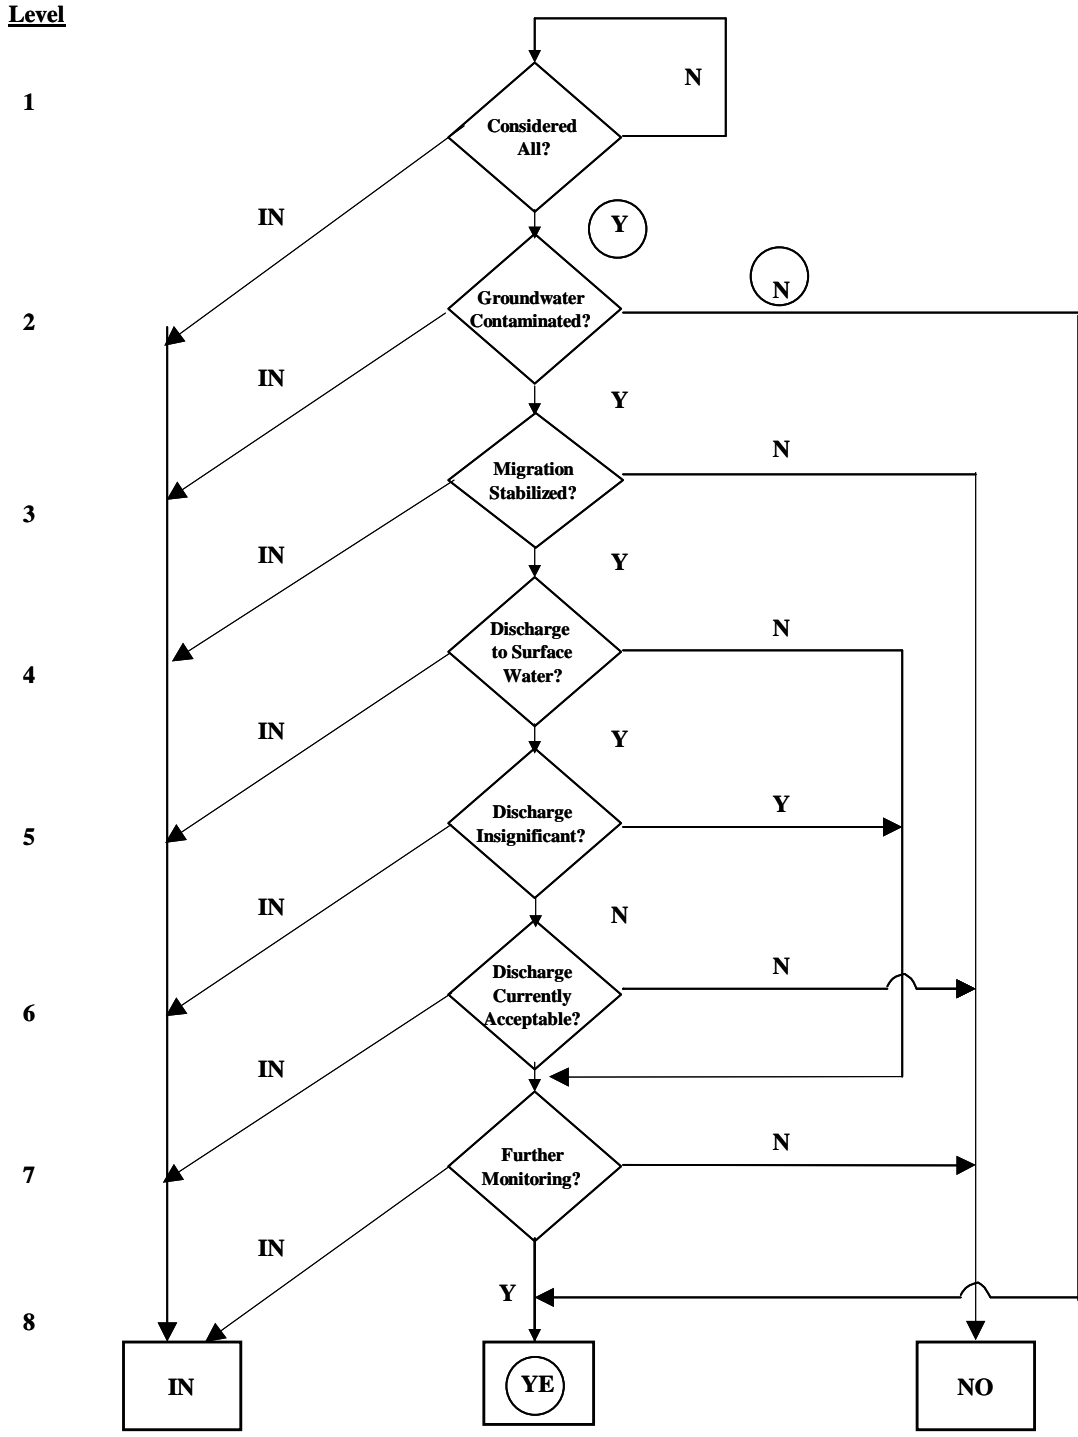 Level
N
1
Considered
All?
IN
Y
N
Groundwater
2
Contaminated?
IN
Y
N
Migration
Stabilized?
3
IN
Y
Discharge
N
to Surface
4
Water?
IN
Y
Y
Discharge
5
Insignificant?
IN
N
N
Discharge
Currently
6
Acceptable?
IN
N
Further
7
Monitoring?
IN
Y
8
IN
YE
NO